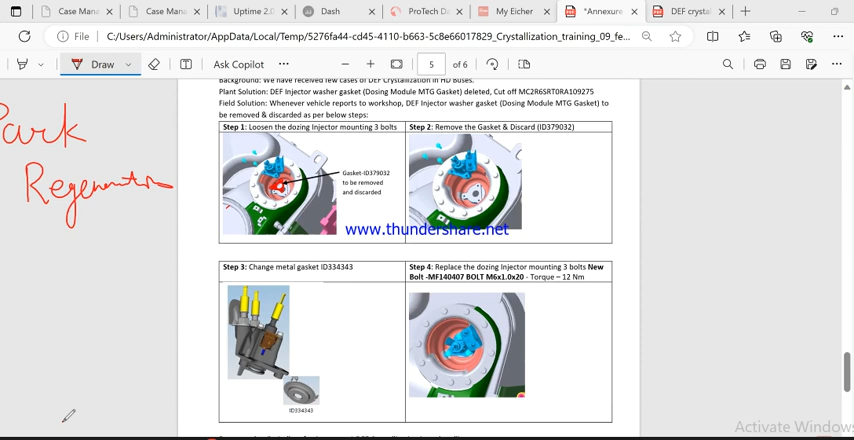 Case Mana
Case Mana
Uptime 2.0
Dash
ProTech Da
My Eicher
*Annexure
DEF crystal
File
C:/Users/Administrator/AppData/Local/Temp/5276fa44-cd45-4110-b663-5c8e66017829_Crystallization_training_09_fe...
Draw
Ask Copilot
5 of 6
Background: We have received few cases of DEF Crystallization in HD Buses.
Plant Solution: DEF Injector washer gasket (Dosing Module MTG Gasket) deleted, Cut off MC2R6SRT0RA109275
Field Solution: Whenever vehicle reports to workshop, DEF Injector washer gasket (Dosing Module MTG Gasket) to
be removed & discarded as per below steps:
Park
Regeneration
Step 1: Loosen the dozing Injector mounting 3 bolts
Step 2: Remove the Gasket & Discard (ID379032)
Gasket-ID379032
to be removed
and discarded
www.thundershare.net
Step 3: Change metal gasket ID334343
Step 4: Replace the dozing Injector mounting 3 bolts New
Bolt -MF140407 BOLT M6x1.0x20 - Torque – 12 Nm
ID334343
Activate Windows